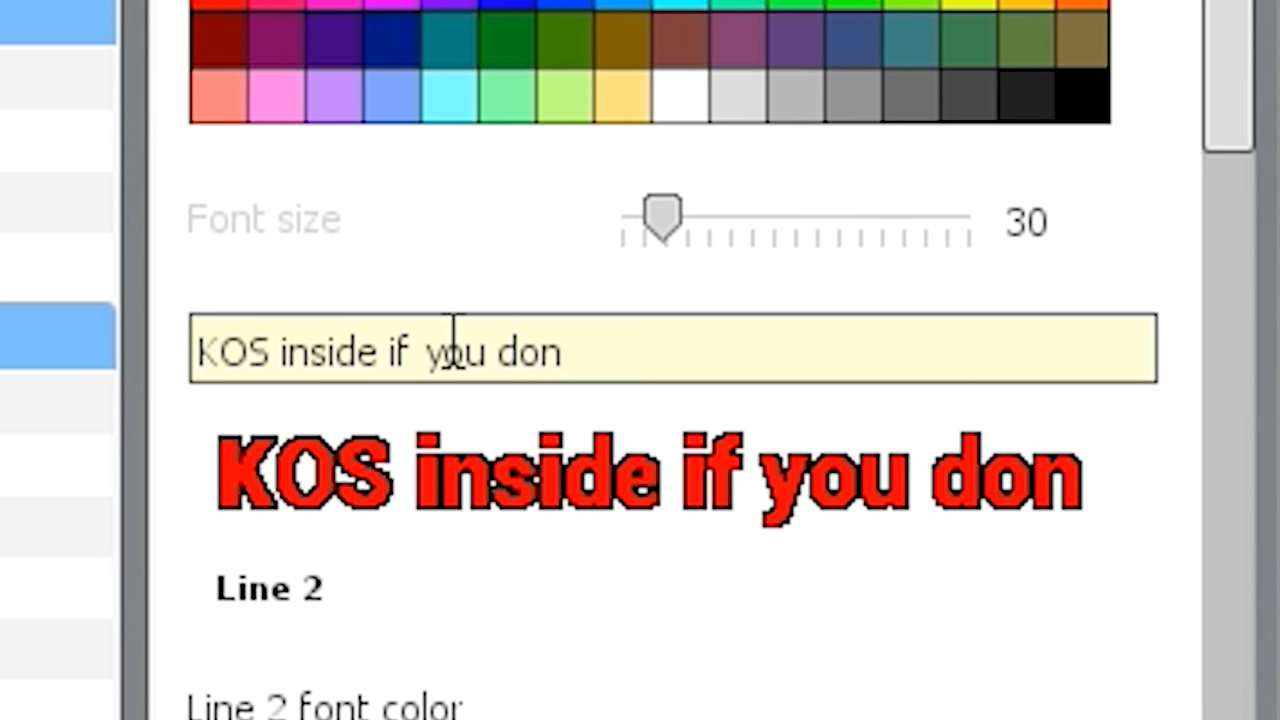 Font size
30
KOS inside if you don
KOS inside if you don
Line 2
Line 2 font color